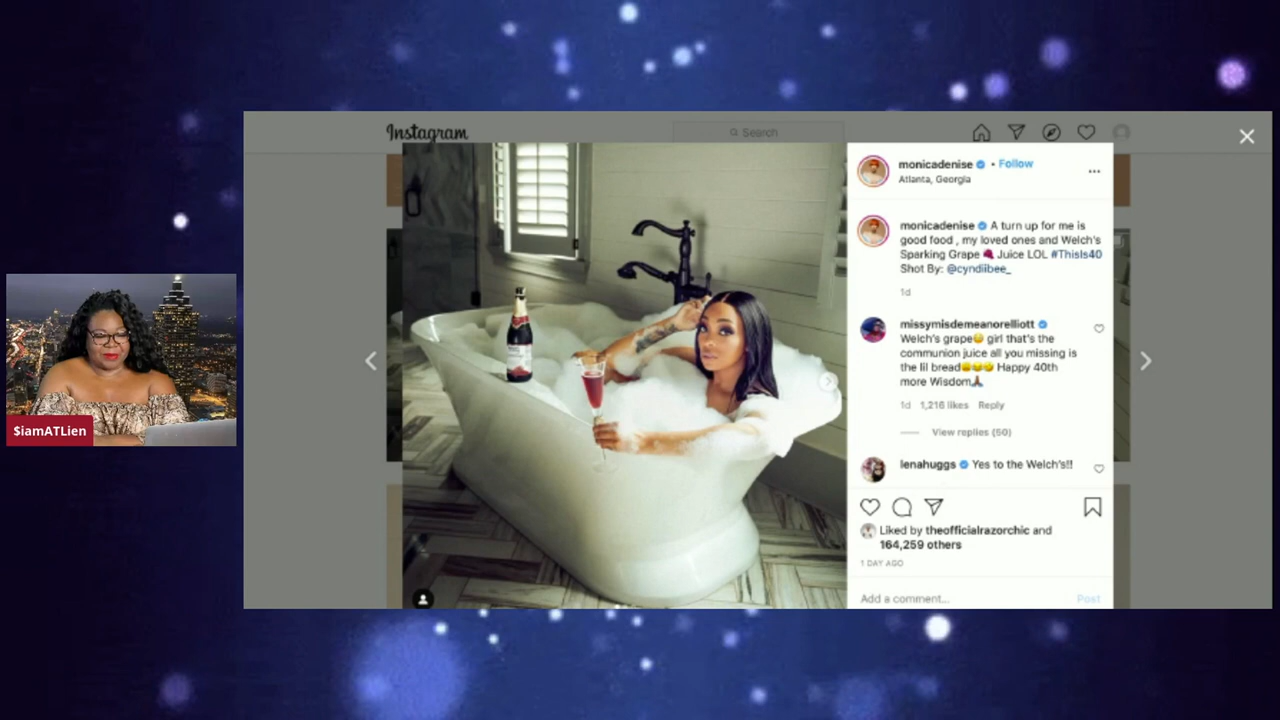 Instagram
Search
monicadenise • Follow
Atlanta, Georgia
monicadenise A turn up for me is
good food , my loved ones and Welch's
Sparking Grape 🍇 Juice LOL #ThisIs40
Shot By: @cyndiibee_
1d
missymisdemeanorelliott
Welch's grape😄 girl that's the
communion juice all you missing is
the lil bread😄😄😄 Happy 40th
more Wisdom🙏🏾
1d 1,216 likes Reply
View replies (50)
lenahuggs Yes to the Welch's!!
Liked by theofficialrazorchic and
164,259 others
1 DAY AGO
Add a comment... Post
$iamATLien